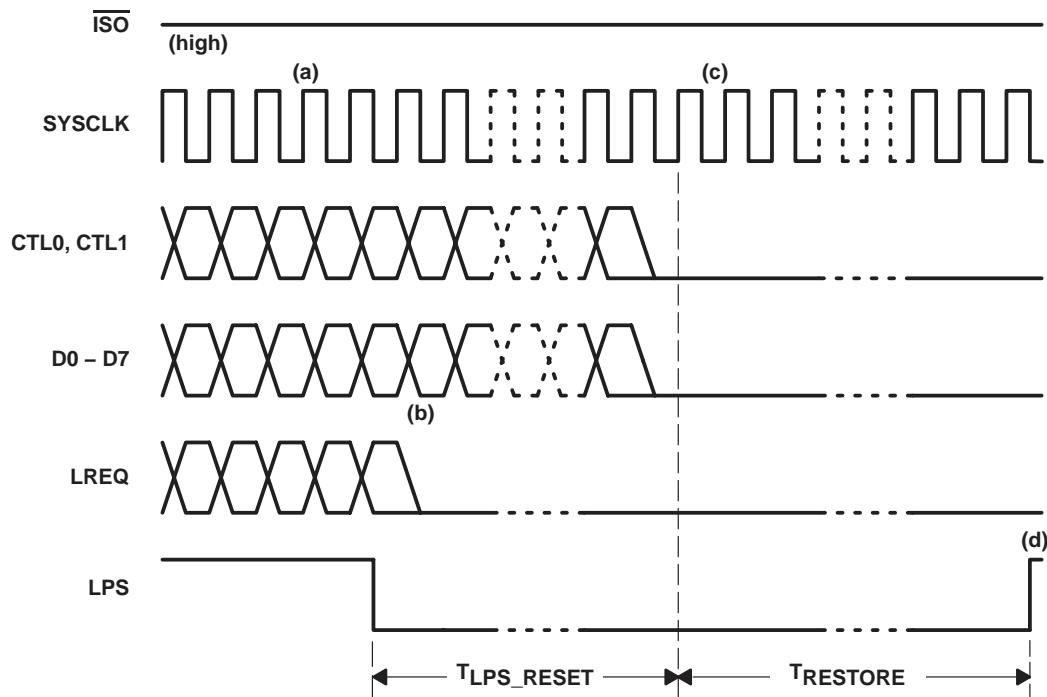 ISO
(high)
(a)
(c)
SYSCLK
CTL0, CTL1
D0 – D7
(b)
LREQ
(d)
LPS
TLPS_RESET
TRESTORE